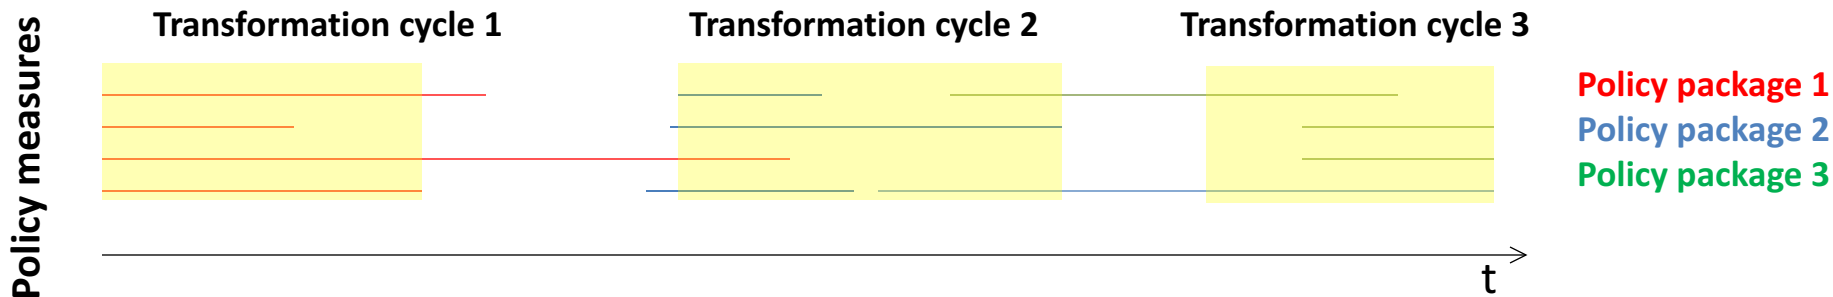 Policy measures
Transformation cycle 1
Transformation cycle 2
Transformation cycle 3
Policy package 1
Policy package 2
Policy package 3
t